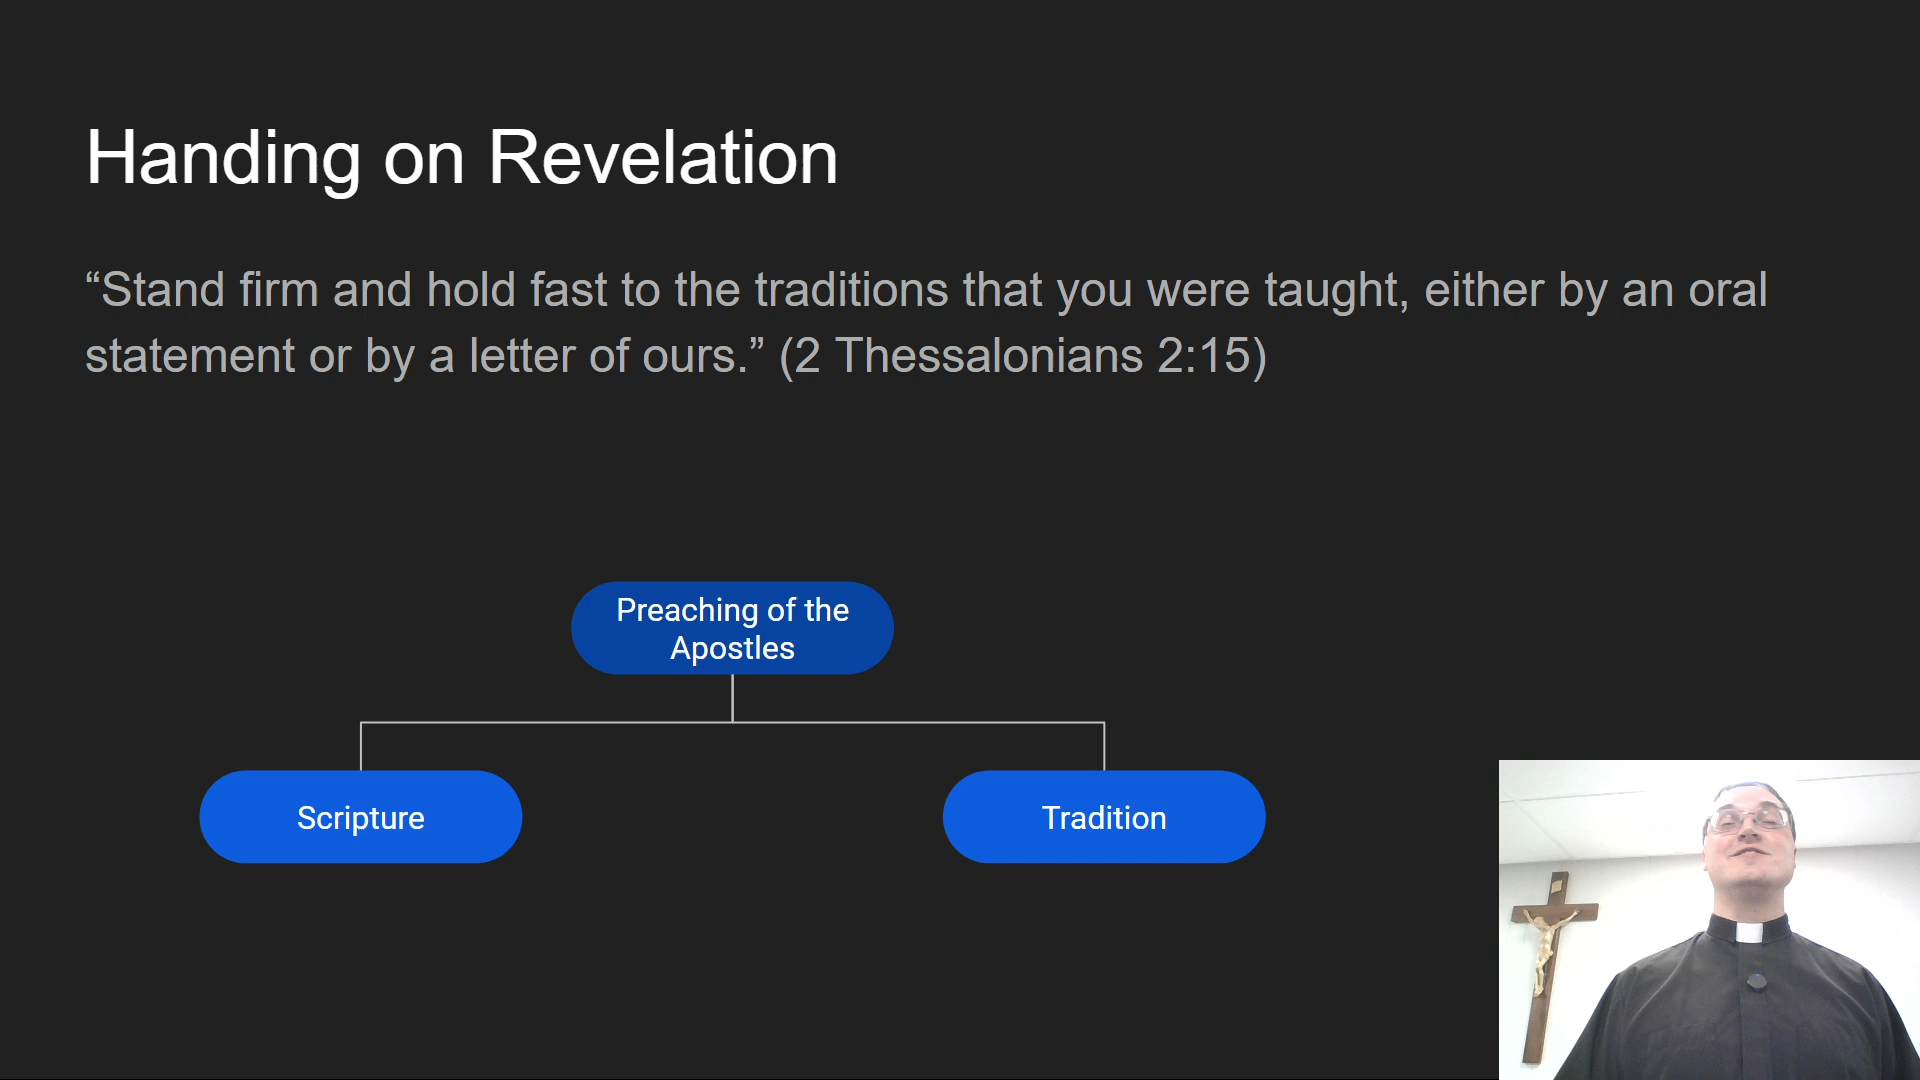 Handing on Revelation
“Stand firm and hold fast to the traditions that you were taught, either by an oral
statement or by a letter of ours.” (2 Thessalonians 2:15)
Preaching of the
Apostles
Scripture
Tradition